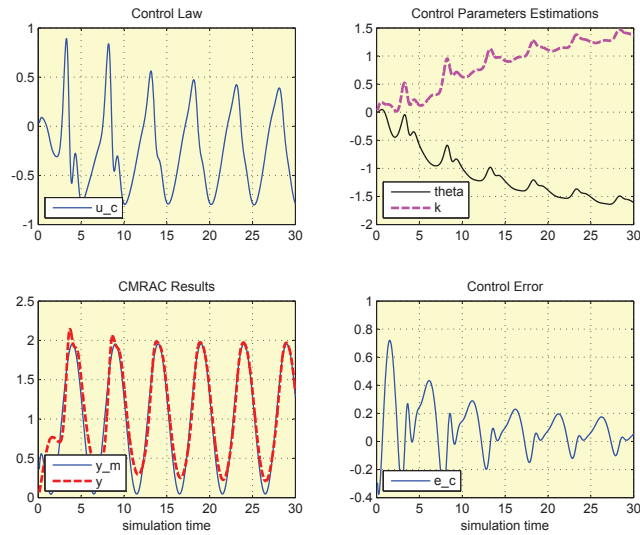 Control Law
1
0.5
0
-0.5
-1
0 5 10 15 20 25 30
u_c
Control Parameters Estimations
1.5
1
0.5
0
-0.5
-1
-1.5
-2
0 5 10 15 20 25 30
theta
k
CMRAC Results
2.5
2
1.5
1
0.5
0
0 5 10 15 20 25 30
y_m
y
simulation time
Control Error
1
0.8
0.6
0.4
0.2
0
-0.2
-0.4
0 5 10 15 20 25 30
e_c
simulation time